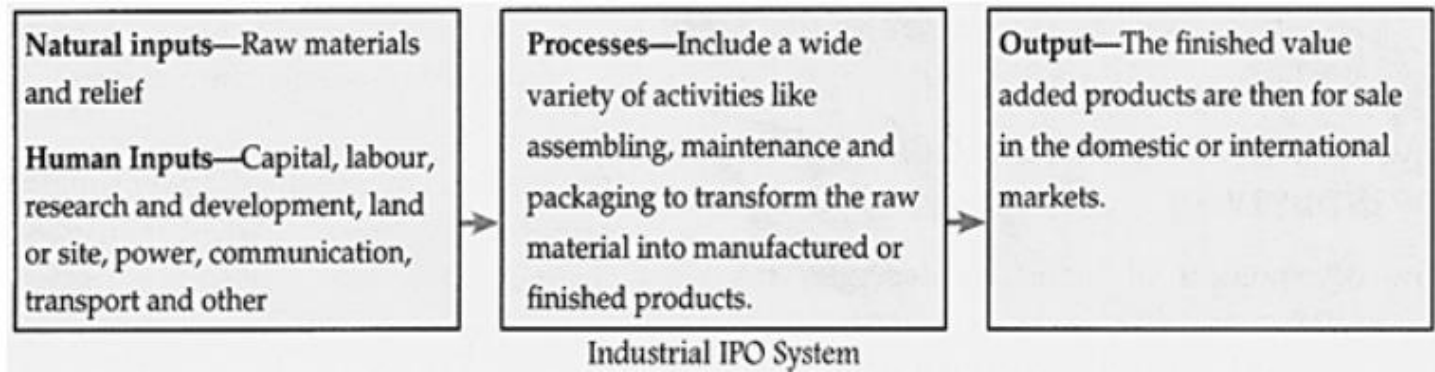 Natural inputs—Raw materials
and relief
Human Inputs—Capital, labour,
research and development, land
or site, power, communication,
transport and other
Processes—Include a wide
variety of activities like
assembling, maintenance and
packaging to transform the raw
material into manufactured or
finished products.
Output—The finished value
added products are then for sale
in the domestic or international
markets.
Industrial IPO System